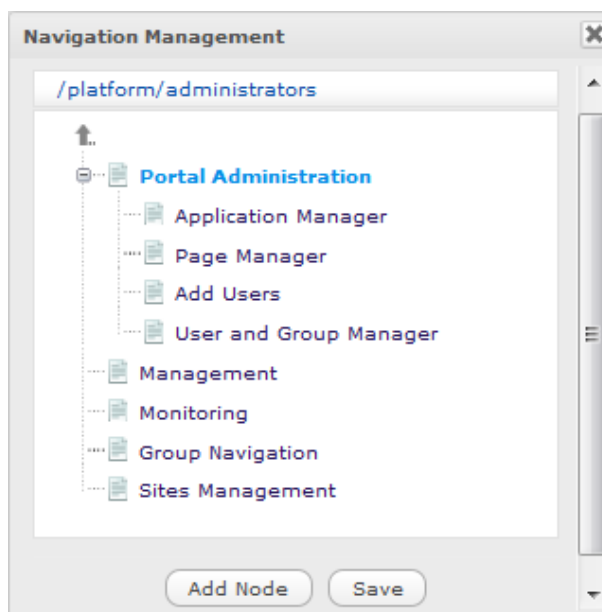 Navigation Management
/platform/administrators
Portal Administration
Application Manager
Page Manager
Add Users
User and Group Manager
Management
Monitoring
Group Navigation
Sites Management
Add Node Save